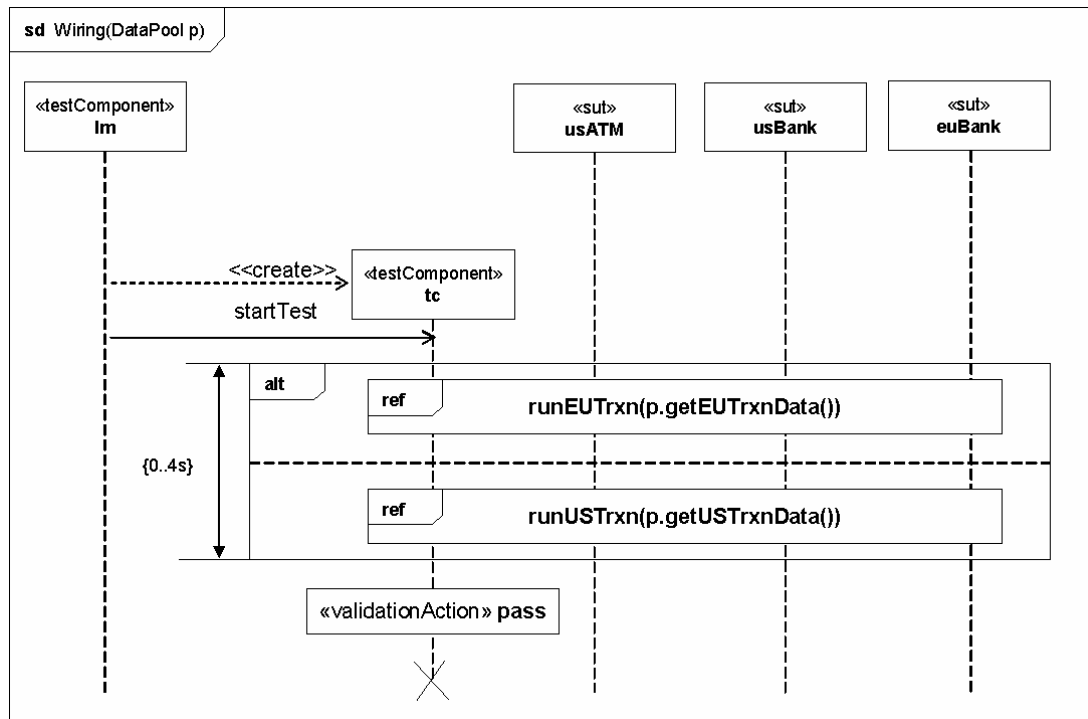 sd Wiring(DataPool p)
«testComponent»
lm
«sut»
usATM
«sut»
usBank
«sut»
euBank
<<create>>
«testComponent»
tc
startTest
alt
ref
runEUTrxn(p.getEUTrxnData())
{0..4s}
ref
runUSTrxn(p.getUSTrxnData())
«validationAction» pass